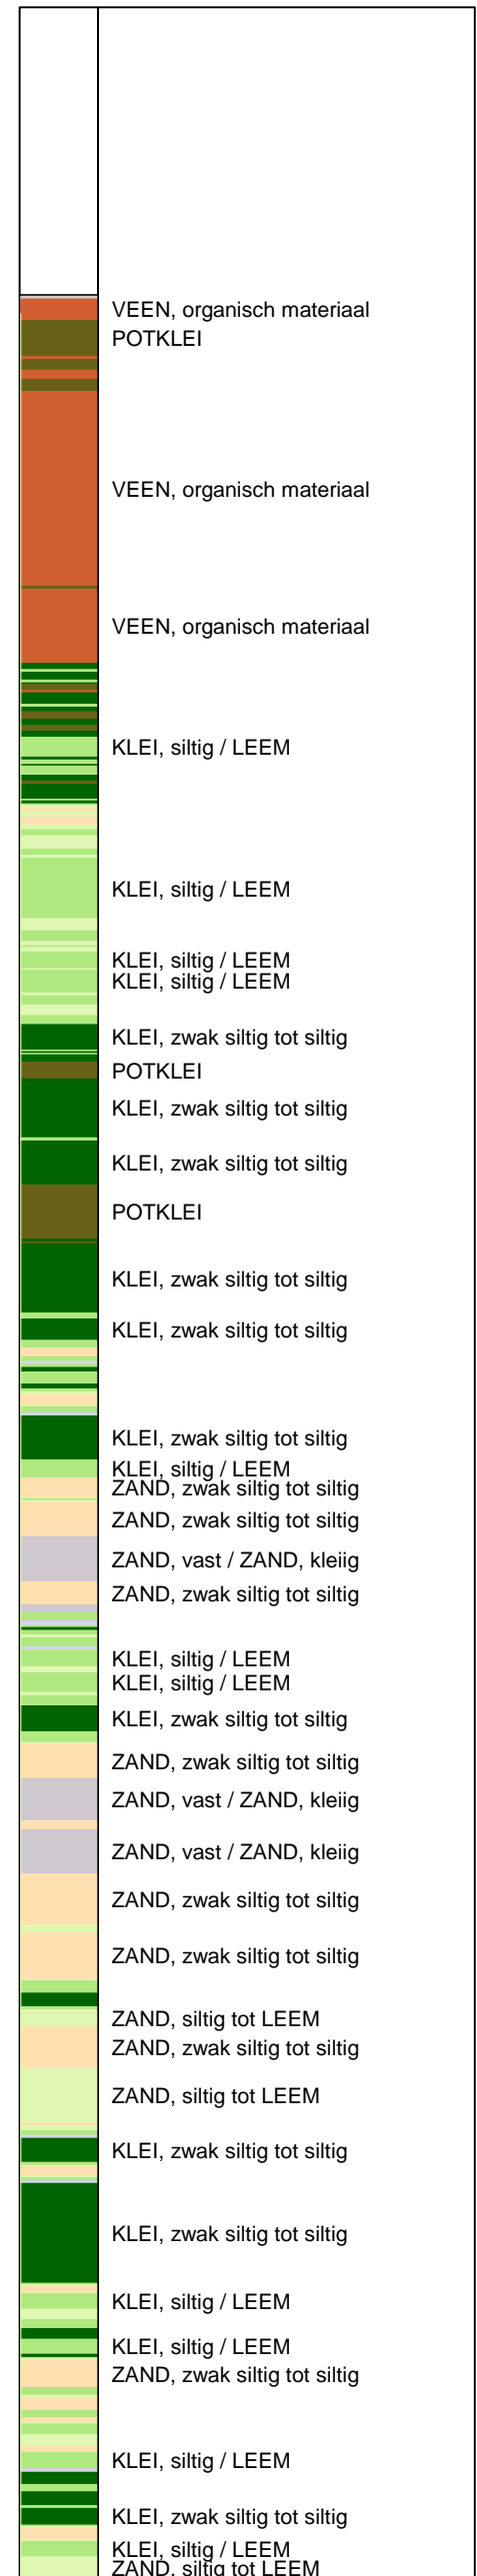 VEEN, organisch materiaal
POTKLEI
VEEN, organisch materiaal
VEEN, organisch materiaal
KLEI, siltig / LEEM
KLEI, siltig / LEEM
KLEI, siltig / LEEM
KLEI, siltig / LEEM
KLEI, zwak siltig tot siltig
POTKLEI
KLEI, zwak siltig tot siltig
KLEI, zwak siltig tot siltig
POTKLEI
KLEI, zwak siltig tot siltig
KLEI, zwak siltig tot siltig
KLEI, zwak siltig tot siltig
KLEI, siltig / LEEM
ZAND, zwak siltig tot siltig
ZAND, zwak siltig tot siltig
ZAND, vast / ZAND, kleiig
ZAND, zwak siltig tot siltig
KLEI, siltig / LEEM
KLEI, siltig / LEEM
KLEI, zwak siltig tot siltig
ZAND, zwak siltig tot siltig
ZAND, vast / ZAND, kleiig
ZAND, vast / ZAND, kleiig
ZAND, zwak siltig tot siltig
ZAND, zwak siltig tot siltig
ZAND, siltig tot LEEM
ZAND, zwak siltig tot siltig
ZAND, siltig tot LEEM
KLEI, zwak siltig tot siltig
KLEI, zwak siltig tot siltig
KLEI, siltig / LEEM
KLEI, siltig / LEEM
ZAND, zwak siltig tot siltig
KLEI, siltig / LEEM
KLEI, zwak siltig tot siltig
KLEI, siltig / LEEM
ZAND, siltig tot LEEM